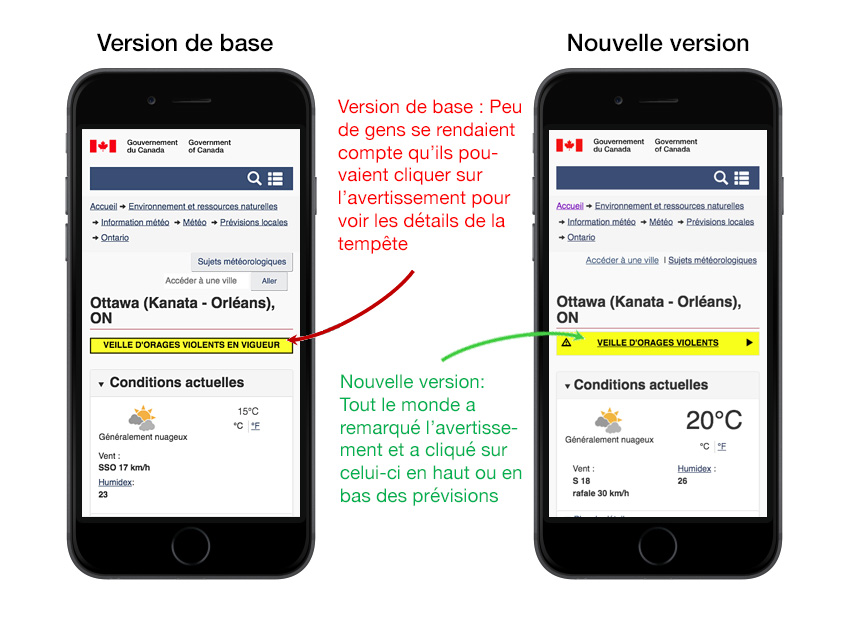 Version de base
Nouvelle version
Version de base : Peu
de gens se rendaient
compte qu'ils pou-
vaient cliquer sur
l'avertissement pour
voir les détails de la
tempête
Nouvelle version:
Tout le monde a
remarqué l'avertisse-
ment et a cliqué sur
celui-ci en haut ou en
bas des prévisions
Gouvernement du Canada
Government of Canada
Accueil → Environnement et ressources naturelles
→ Information météo → Météo → Prévisions locales
→ Ontario
Sujets météorologiques
Accéder à une ville Aller
Ottawa (Kanata - Orléans),
ON
VEILLE D'ORAGES VIOLENTS EN VIGUEUR
▼ Conditions actuelles
15°C
°C | °F
Généralement nuageux
Vent :
SSO 17 km/h
Humidex:
23
Gouvernement du Canada
Government of Canada
Accueil → Environnement et ressources naturelles
→ Information météo → Météo → Prévisions locales
→ Ontario
Accéder à une ville | Sujets météorologiques
Ottawa (Kanata - Orléans),
ON
VEILLE D'ORAGES VIOLENTS
▼ Conditions actuelles
20°C
°C | °F
Généralement nuageux
Vent :
S 18
rafale 30 km/h
Humidex :
26